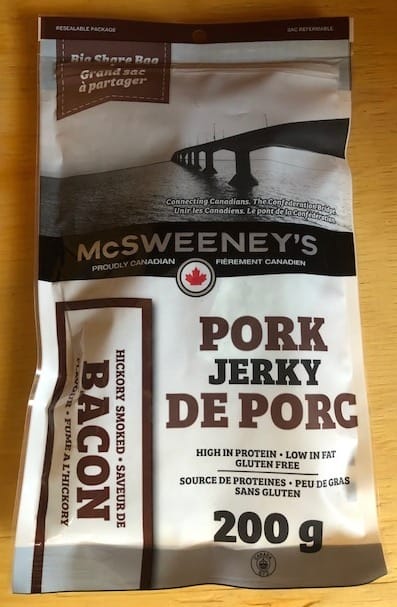 RESEALABLE PACKAGE
SAC REFERMABLE
Big Share Bag
Grand sac
à partager
Connecting Canadians. The Confederation Bridge.
Unir les Canadiens. Le pont de la Confédération.
McSWEENEY'S
PROUDLY CANADIAN
FIÈREMENT CANADIEN
PORK
JERKY
DE PORC
HIGH IN PROTEIN • LOW IN FAT
GLUTEN FREE
SOURCE DE PROTEINES • PEU DE GRAS
SANS GLUTEN
200 g
HICKORY SMOKED • SAVEUR DE
BACON
FLAVOUR • FUME A L'HICKORY
CANADA